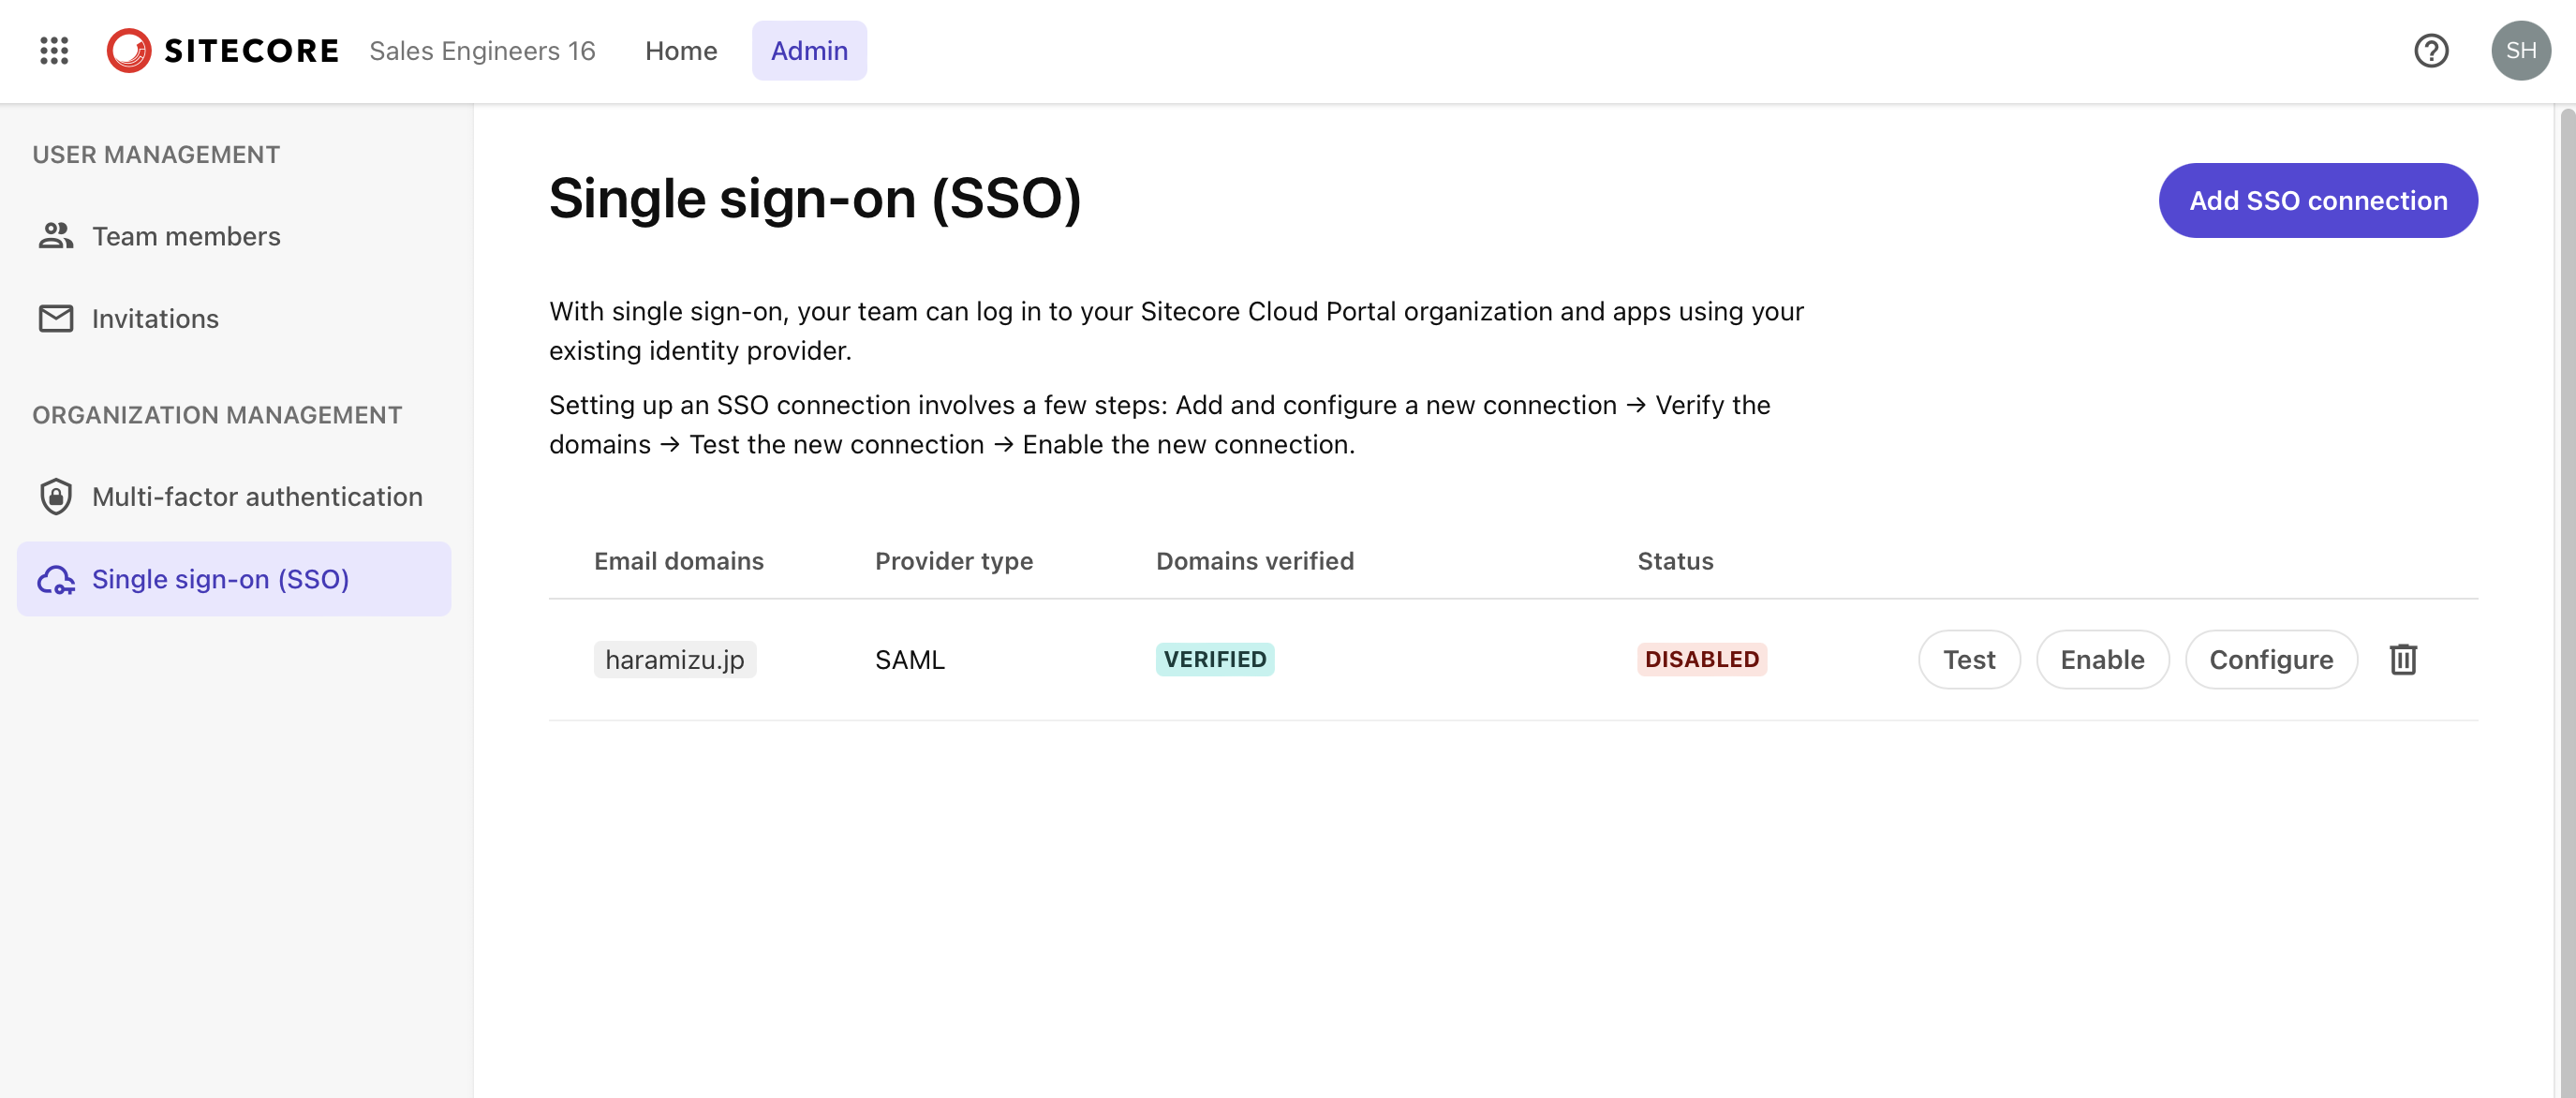 SITECORE Sales Engineers 16 Home Admin SH
USER MANAGEMENT
Team members
Invitations
ORGANIZATION MANAGEMENT
Multi-factor authentication
Single sign-on (SSO)
Single sign-on (SSO)
Add SSO connection
With single sign-on, your team can log in to your Sitecore Cloud Portal organization and apps using your
existing identity provider.
Setting up an SSO connection involves a few steps: Add and configure a new connection → Verify the
domains → Test the new connection → Enable the new connection.
Email domains Provider type Domains verified Status
haramizu.jp SAML VERIFIED DISABLED Test Enable Configure